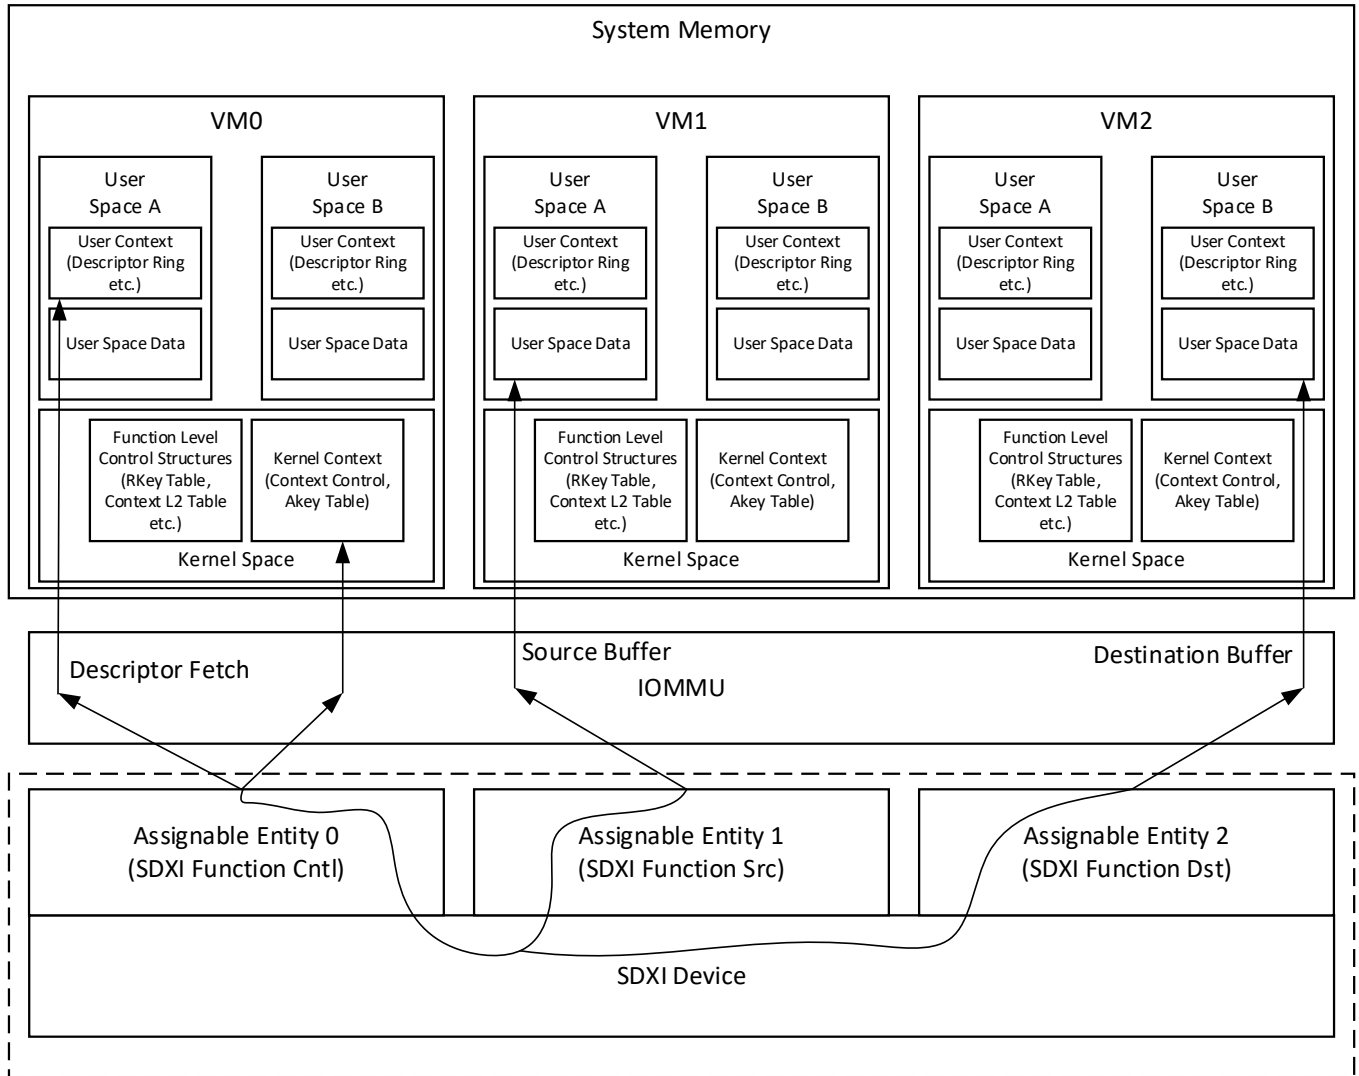 System Memory
VM0
User
Space A
User Context
(Descriptor Ring
etc.)
User Space Data
User
Space B
User Context
(Descriptor Ring
etc.)
User Space Data
Function Level
Control Structures
(RKey Table,
Context L2 Table
etc.)
Kernel Context
(Context Control,
Akey Table)
Kernel Space
VM1
User
Space A
User Context
(Descriptor Ring
etc.)
User Space Data
User
Space B
User Context
(Descriptor Ring
etc.)
User Space Data
Function Level
Control Structures
(RKey Table,
Context L2 Table
etc.)
Kernel Context
(Context Control,
Akey Table)
Kernel Space
VM2
User
Space A
User Context
(Descriptor Ring
etc.)
User Space Data
User
Space B
User Context
(Descriptor Ring
etc.)
User Space Data
Function Level
Control Structures
(RKey Table,
Context L2 Table
etc.)
Kernel Context
(Context Control,
Akey Table)
Kernel Space
Descriptor Fetch
Source Buffer
IOMMU
Destination Buffer
Assignable Entity 0
(SDXI Function Cntl)
Assignable Entity 1
(SDXI Function Src)
Assignable Entity 2
(SDXI Function Dst)
SDXI Device